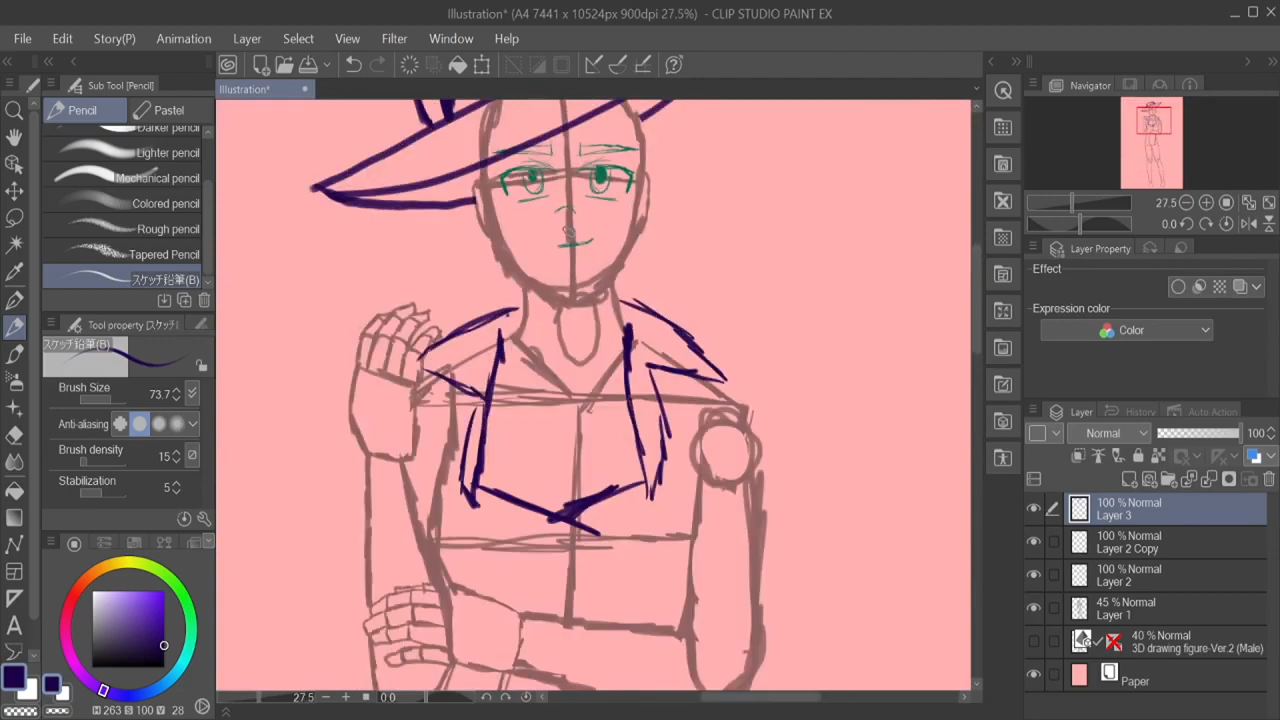 Illustration* (A4 7441 x 10524px 900dpi 27.5%) - CLIP STUDIO PAINT EX
File Edit Story(P) Animation Layer Select View Filter Window Help
Sub Tool [Pencil]
Illustration*
Navigator
Pencil Pastel
Darker pencil
Lighter pencil
Mechanical pencil
Colored pencil
Rough pencil
Tapered Pencil
スケッチ鉛筆(B)
Tool property [スケッチ
スケッチ鉛筆(B)
Brush Size 73.7
Anti-aliasing
Brush density 15
Stabilization 5
H 263 S 100 V 28
27.5 0.0
27.5
0.0
Layer Property
Effect
Expression color
Color
Layer History Auto Action
Normal 100
100 % Normal
Layer 3
100 % Normal
Layer 2 Copy
100 % Normal
Layer 2
45 % Normal
Layer 1
40 % Normal
3D drawing figure-Ver.2 (Male)
Paper